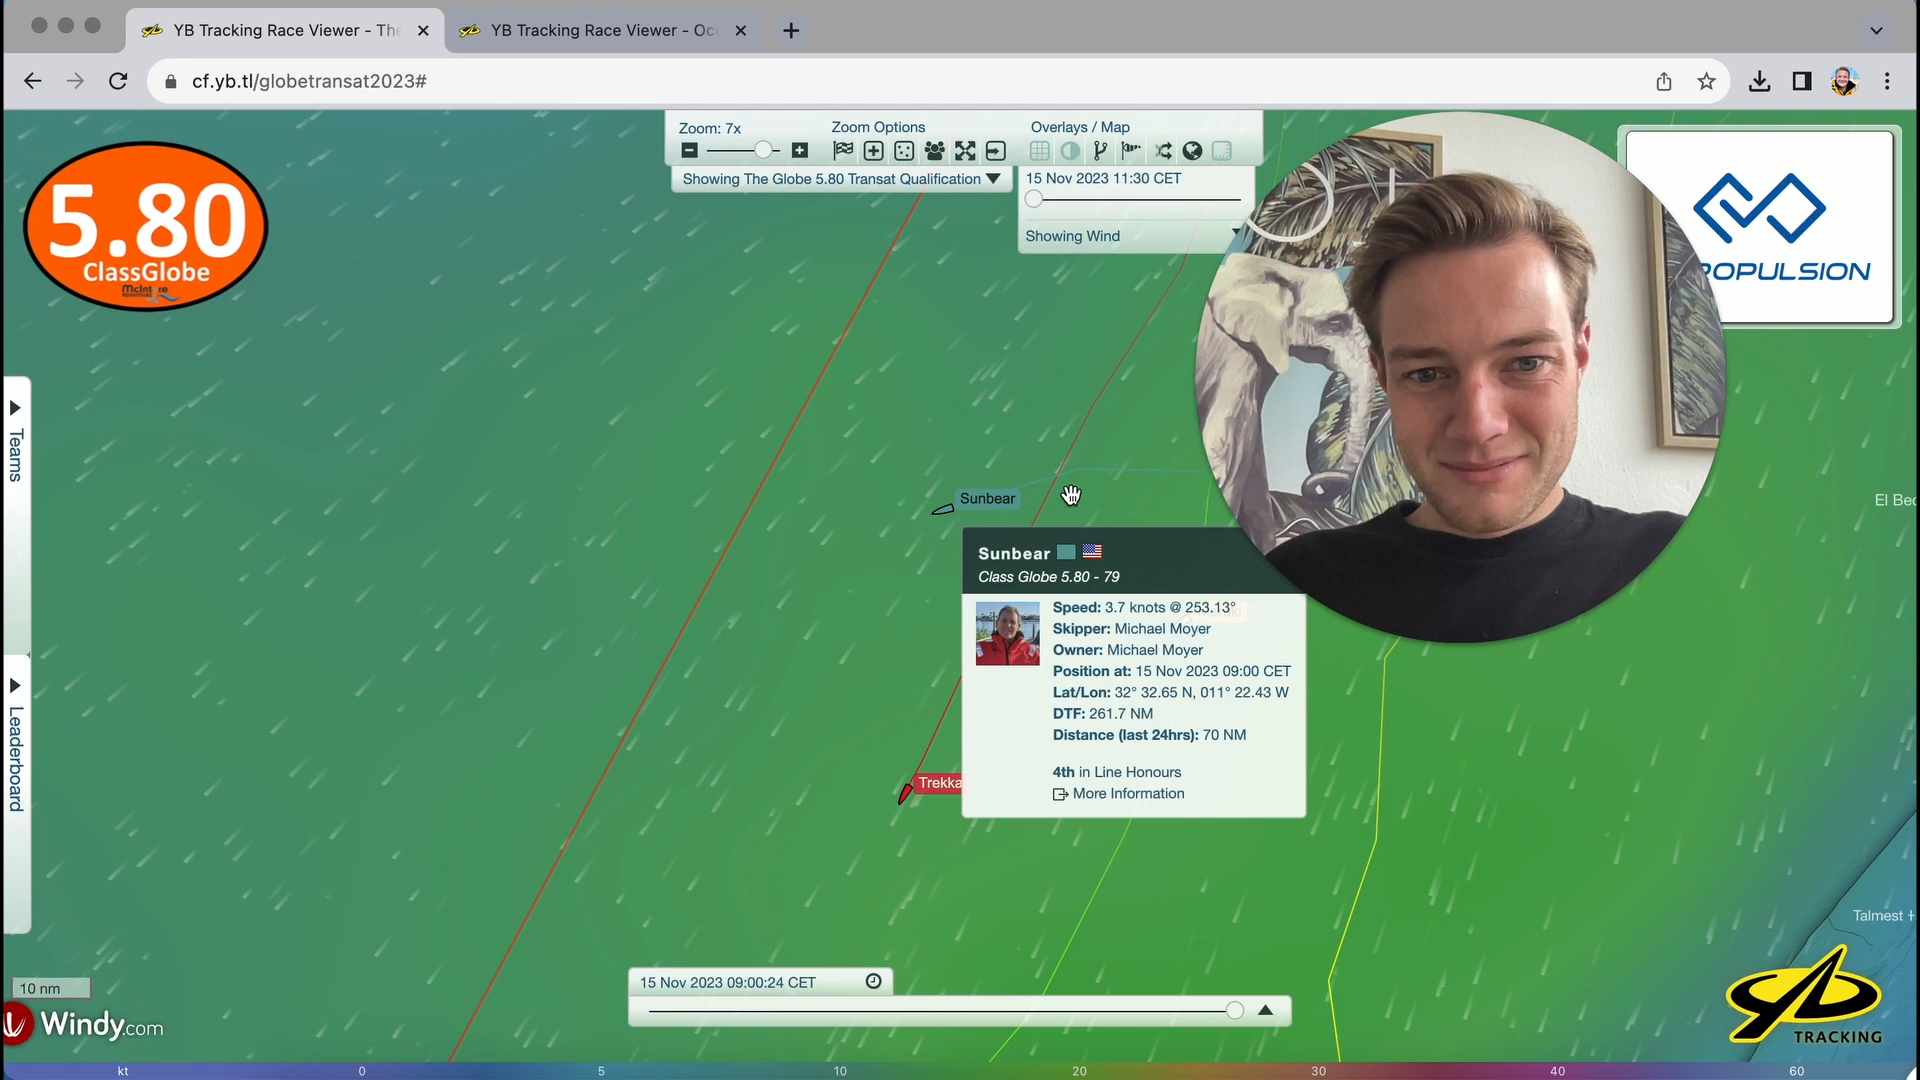 YB Tracking Race Viewer - The
YB Tracking Race Viewer - Oc
cf.yb.tl/globetransat2023#
5.80
ClassGlobe
McIntyre
ADVENTURE
Zoom: 7x
Zoom Options
Overlays / Map
Showing The Globe 5.80 Transat Qualification
15 Nov 2023 11:30 CET
Showing Wind
OPULSION
Teams
Leaderboard
Sunbear
El Bec
Sunbear
Class Globe 5.80 - 79
Speed: 3.7 knots @ 253.13°
Skipper: Michael Moyer
Owner: Michael Moyer
Position at: 15 Nov 2023 09:00 CET
Lat/Lon: 32° 32.65 N, 011° 22.43 W
DTF: 261.7 NM
Distance (last 24hrs): 70 NM
4th in Line Honours
More Information
Trekka
Talmest
15 Nov 2023 09:00:24 CET
10 nm
Windy.com
TRACKING
kt 0 5 10 20 30 40 60